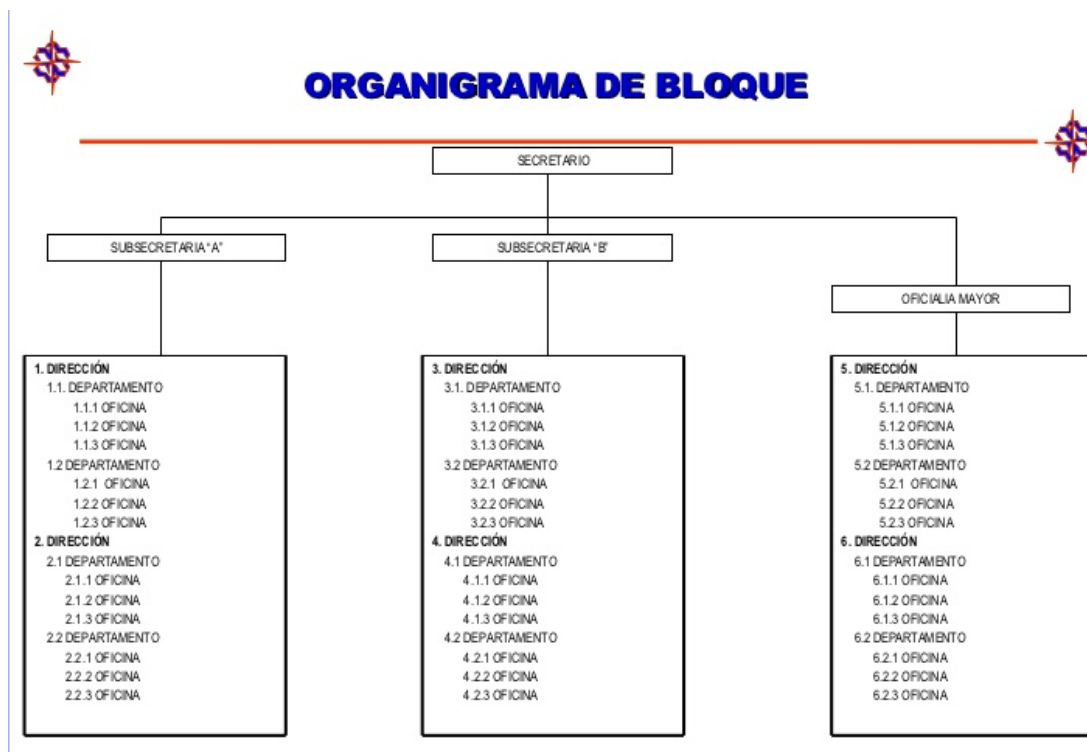 ORGANIGRAMA DE BLOQUE
SECRETARIO
SUBSECRETARIA "A"
SUBSECRETARIA "B"
OFICIALIA MAYOR
1. DIRECCIÓN
1.1. DEPARTAMENTO
1.1.1 OFICINA
1.1.2 OFICINA
1.1.3 OFICINA
1.2 DEPARTAMENTO
1.2.1 OFICINA
1.2.2 OFICINA
1.2.3 OFICINA
2. DIRECCIÓN
2.1 DEPARTAMENTO
2.1.1 OFICINA
2.1.2 OFICINA
2.1.3 OFICINA
2.2 DEPARTAMENTO
2.2.1 OFICINA
2.2.2 OFICINA
2.2.3 OFICINA
3. DIRECCIÓN
3.1. DEPARTAMENTO
3.1.1 OFICINA
3.1.2 OFICINA
3.1.3 OFICINA
3.2 DEPARTAMENTO
3.2.1 OFICINA
3.2.2 OFICINA
3.2.3 OFICINA
4. DIRECCIÓN
4.1 DEPARTAMENTO
4.1.1 OFICINA
4.1.2 OFICINA
4.1.3 OFICINA
4.2 DEPARTAMENTO
4.2.1 OFICINA
4.2.2 OFICINA
4.2.3 OFICINA
5. DIRECCIÓN
5.1. DEPARTAMENTO
5.1.1 OFICINA
5.1.2 OFICINA
5.1.3 OFICINA
5.2 DEPARTAMENTO
5.2.1 OFICINA
5.2.2 OFICINA
5.2.3 OFICINA
6. DIRECCIÓN
6.1 DEPARTAMENTO
6.1.1 OFICINA
6.1.2 OFICINA
6.1.3 OFICINA
6.2 DEPARTAMENTO
6.2.1 OFICINA
6.2.2 OFICINA
6.2.3 OFICINA